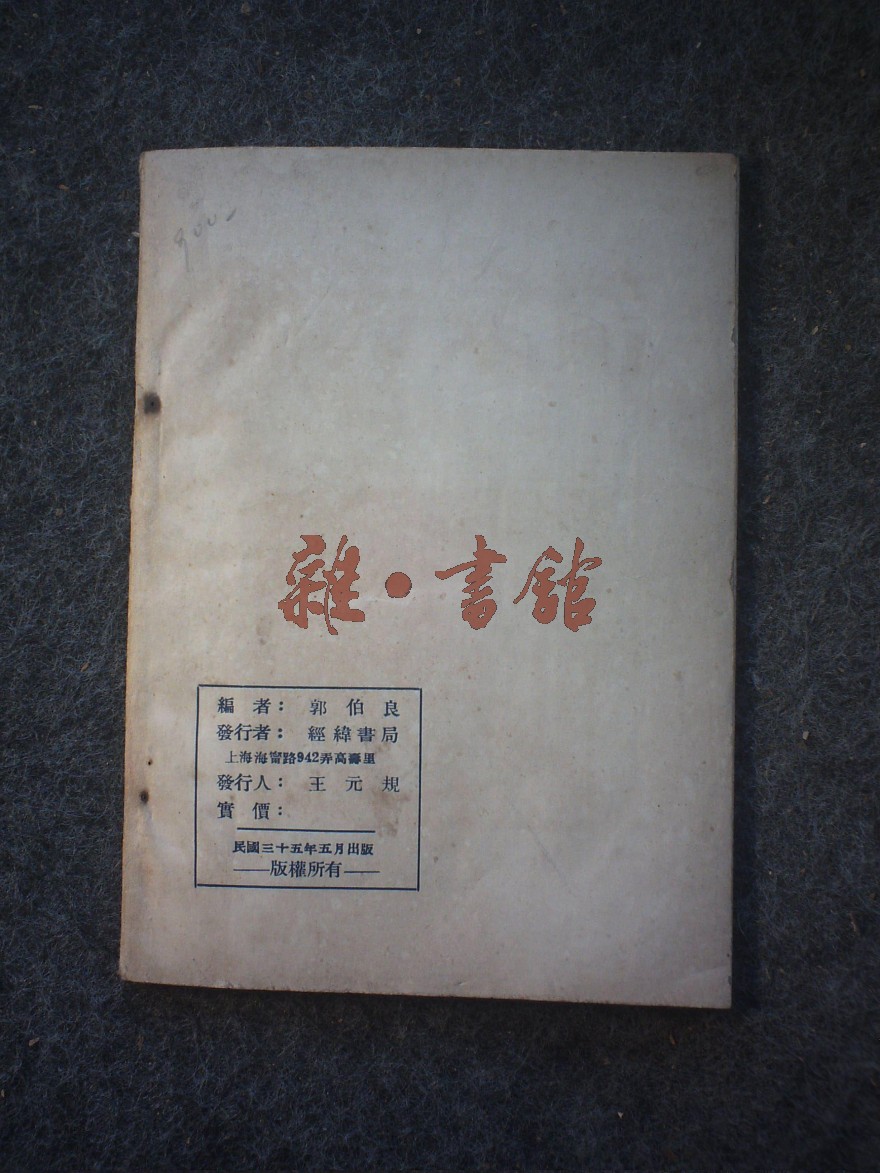 900-
雜·書舘
編者：郭伯良
發行者：經緯書局
上海海甯路942弄高壽里
發行人：王元規
實價：
民國三十五年五月出版
——版權所有——